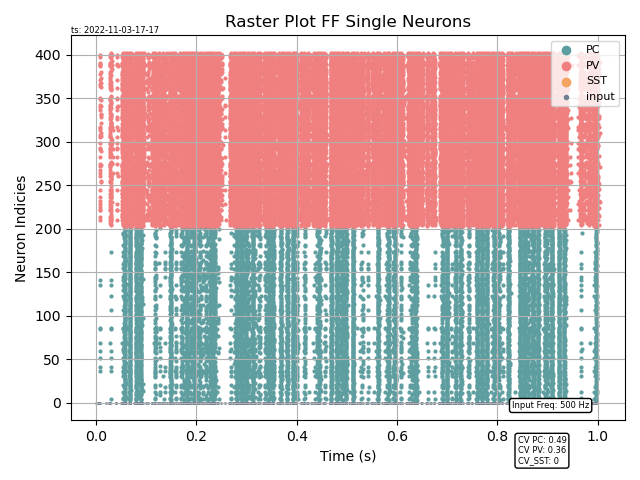 Raster Plot FF Single Neurons
ts: 2022-11-03-17-17
PC
PV
SST
input
Neuron Indicies
400
350
300
250
200
150
100
50
0
Input Freq: 500 Hz
0.0 0.2 0.4 0.6 0.8 1.0
Time (s)
CV PC: 0.49
CV PV: 0.36
CV_SST: 0